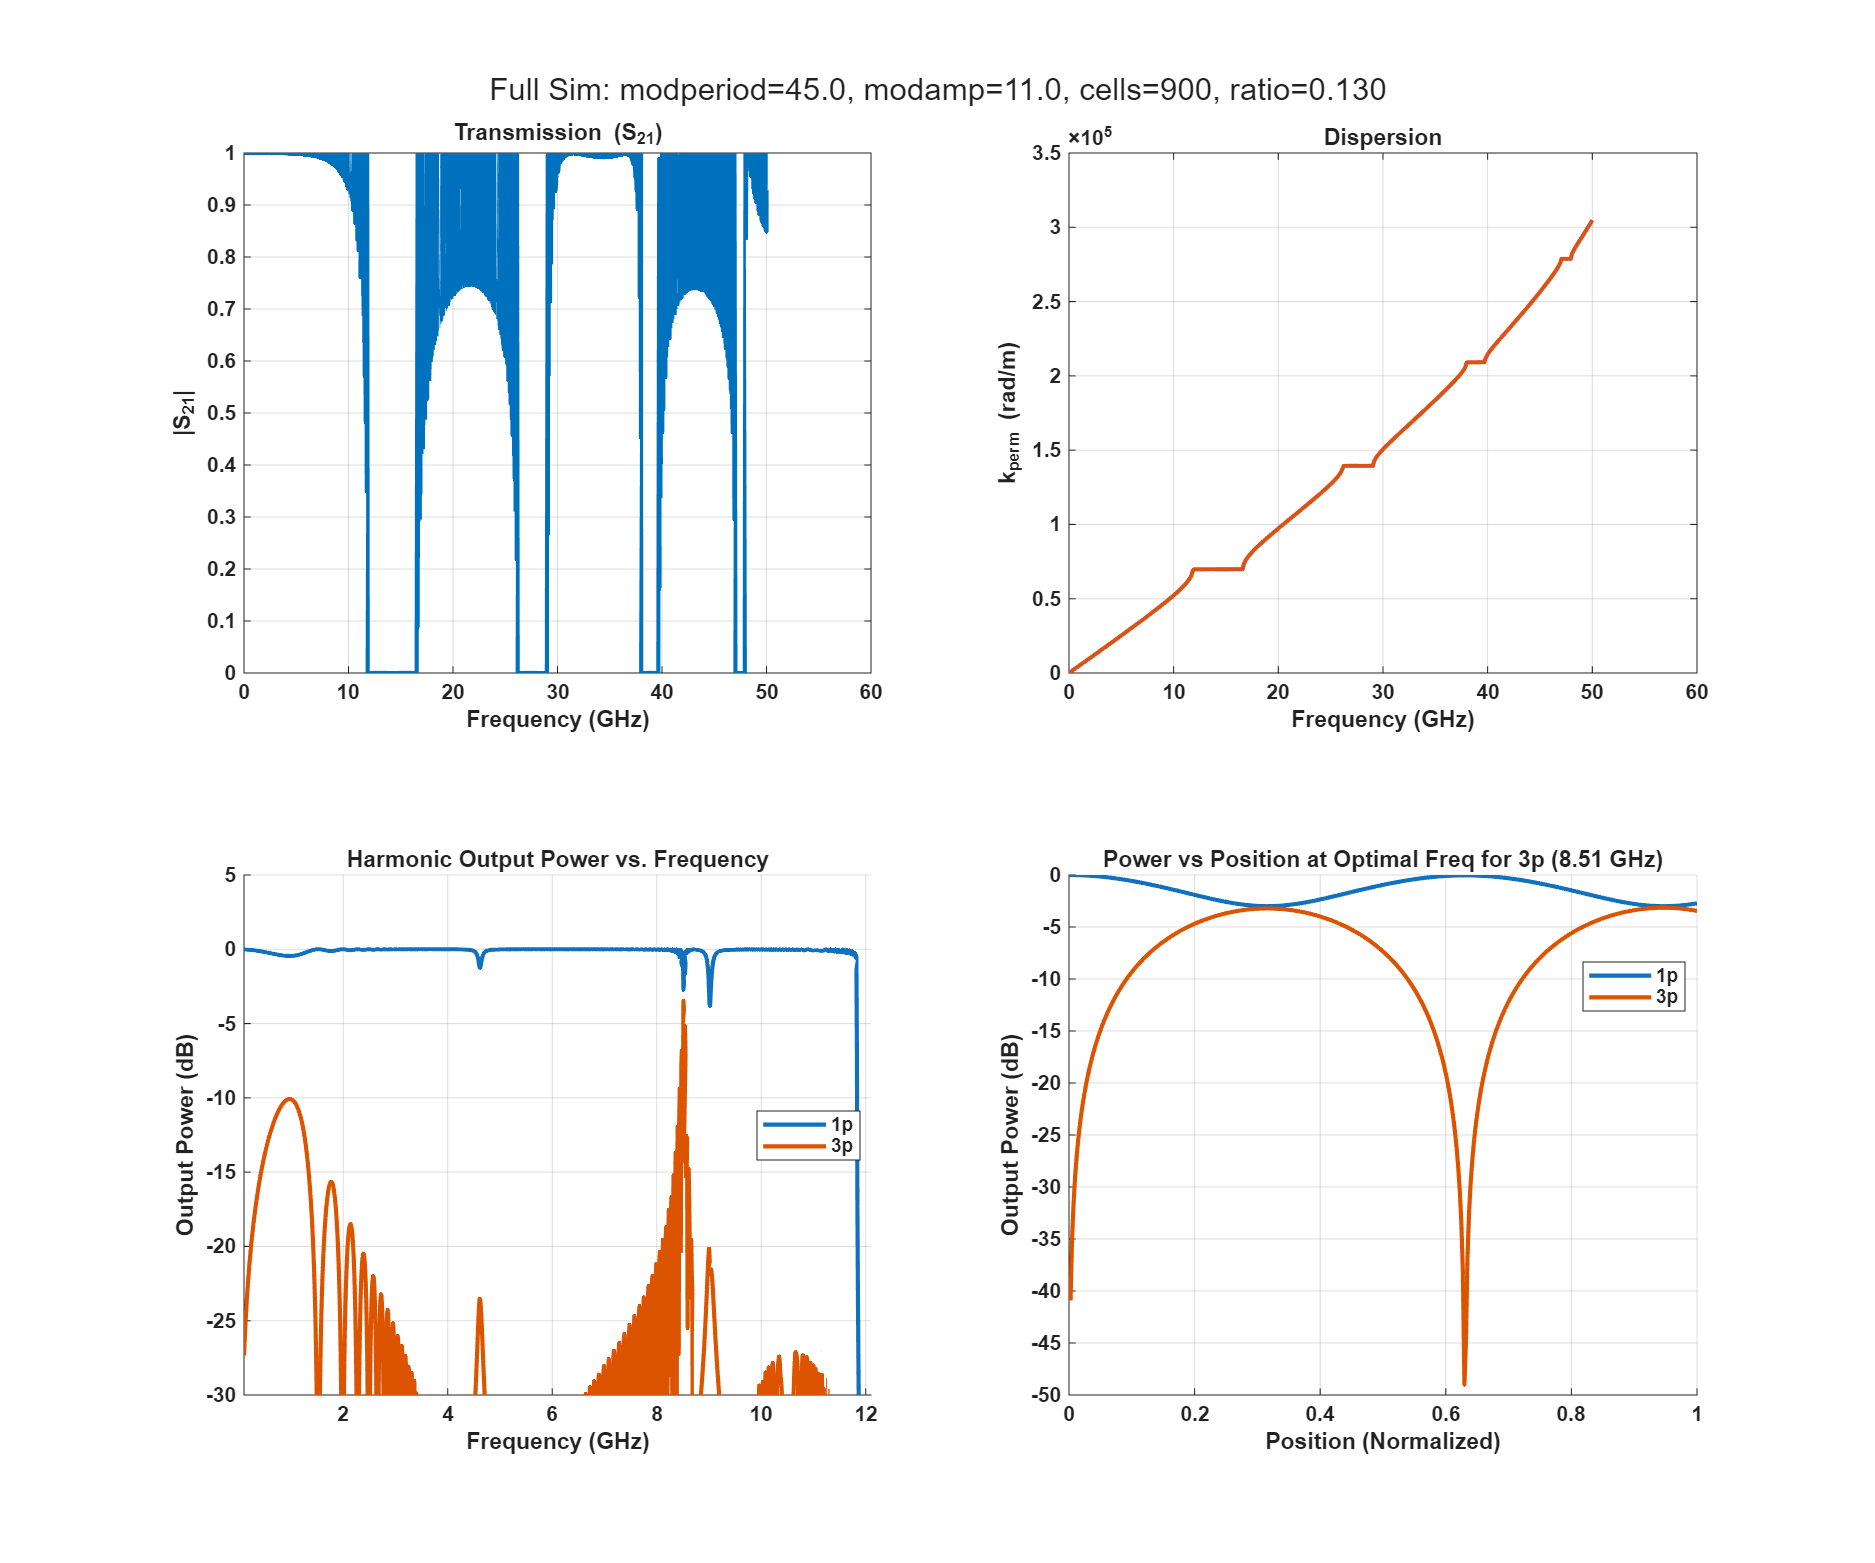 Full Sim: modperiod=45.0, modamp=11.0, cells=900, ratio=0.130
Transmission (S21)
1
0.9
0.8
0.7
0.6
0.5
0.4
0.3
0.2
0.1
0
|S21|
0 10 20 30 40 50 60
Frequency (GHz)
×10^5
Dispersion
3.5
3
2.5
2
1.5
1
0.5
0
kperm (rad/m)
0 10 20 30 40 50 60
Frequency (GHz)
Harmonic Output Power vs. Frequency
5
0
-5
-10
-15
-20
-25
-30
Output Power (dB)
1p
3p
2 4 6 8 10 12
Frequency (GHz)
Power vs Position at Optimal Freq for 3p (8.51 GHz)
0
-5
-10
-15
-20
-25
-30
-35
-40
-45
-50
Output Power (dB)
1p
3p
0 0.2 0.4 0.6 0.8 1
Position (Normalized)